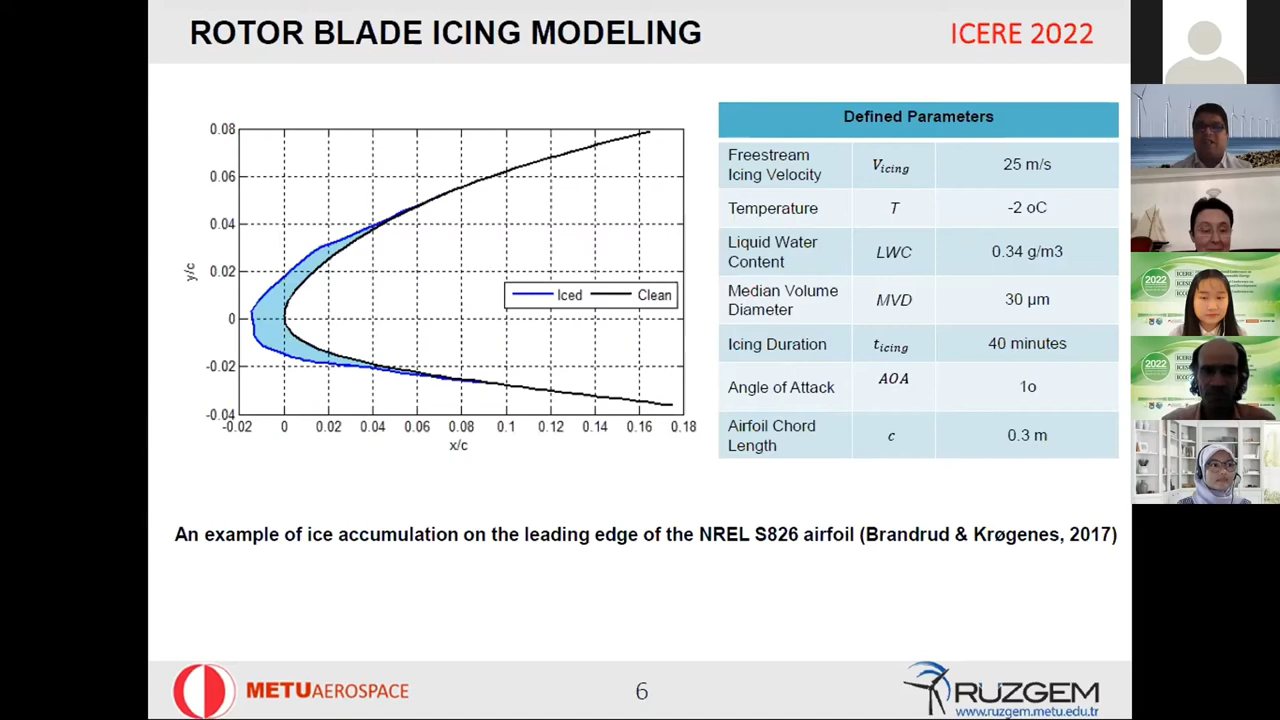 ROTOR BLADE ICING MODELING
ICERE 2022
0.08
0.06
0.04
0.02
0
-0.02
-0.04
y/c
-0.02 0 0.02 0.04 0.06 0.08 0.1 0.12 0.14 0.16 0.18
x/c
Iced Clean
Defined Parameters
Freestream
Icing Velocity
Vicing
25 m/s
Temperature
T
-2 oC
Liquid Water
Content
LWC
0.34 g/m3
Median Volume
Diameter
MVD
30 µm
Icing Duration
ticing
40 minutes
Angle of Attack
AOA
1o
Airfoil Chord
Length
c
0.3 m
An example of ice accumulation on the leading edge of the NREL S826 airfoil (Brandrud & Krøgenes, 2017)
METUAEROSPACE
6
RUZGEM
www.ruzgem.metu.edu.tr
2022
ICERE
2022